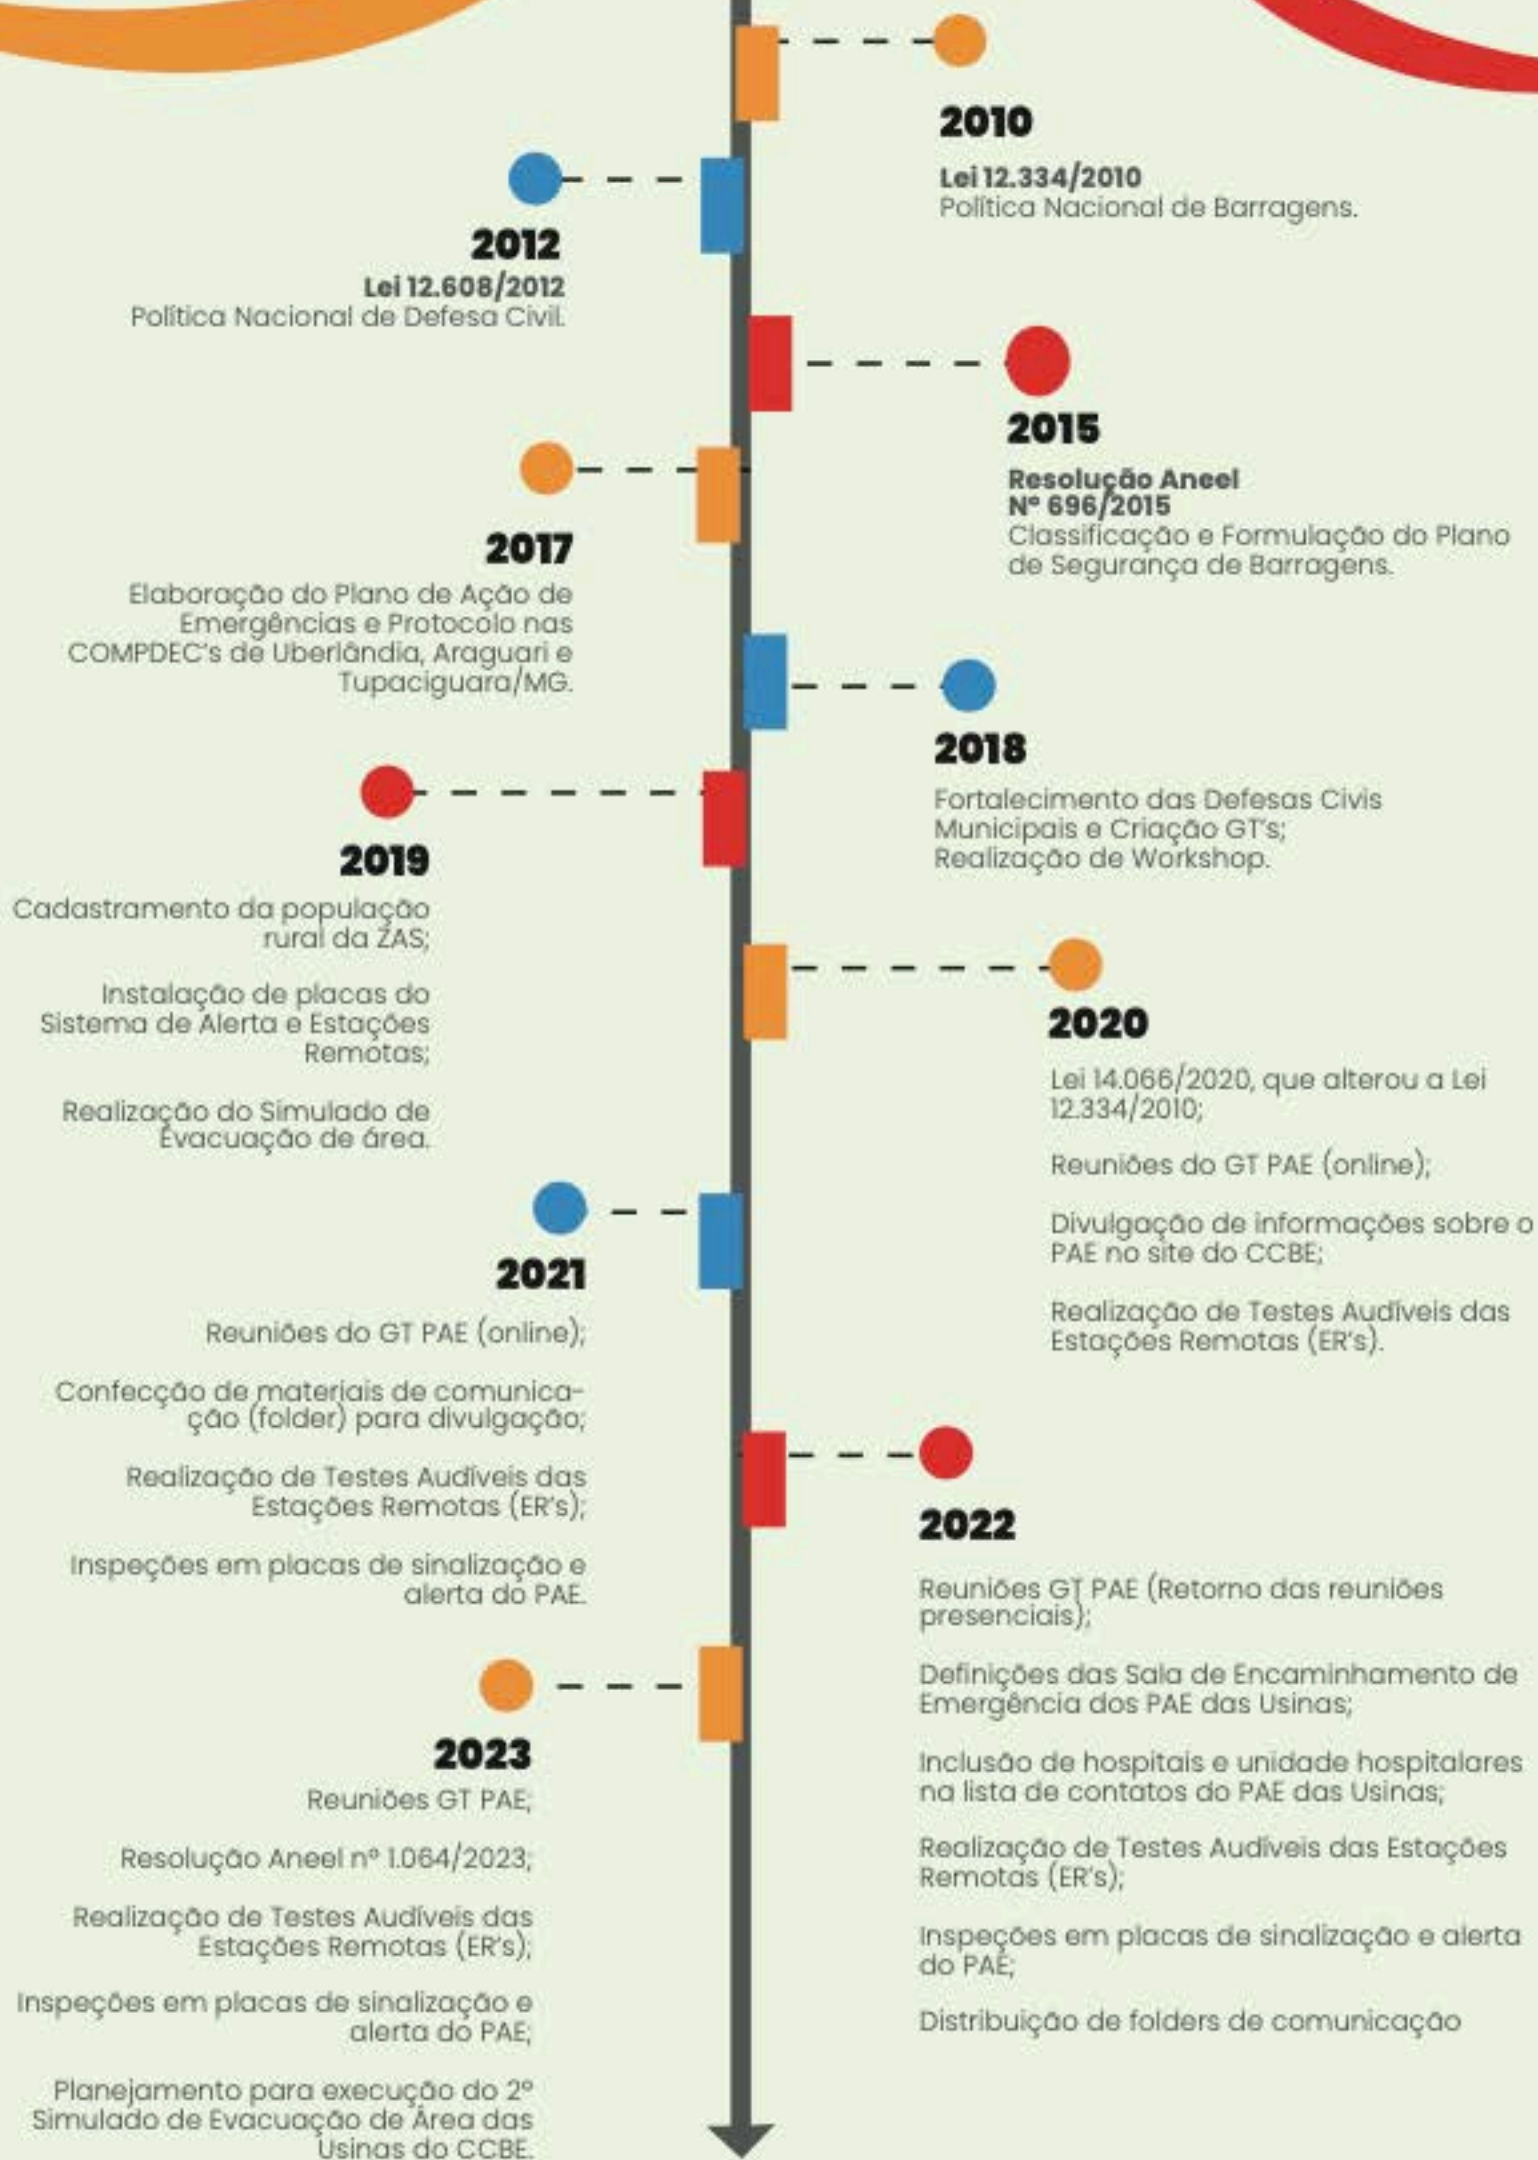 2010
Lei 12.334/2010
Política Nacional de Barragens.
2012
Lei 12.608/2012
Política Nacional de Defesa Civil.
2015
Resolução Aneel
Nº 696/2015
Classificação e Formulação do Plano
de Segurança de Barragens.
2017
Elaboração do Plano de Ação de
Emergências e Protocolo nas
COMPDEC's de Uberlândia, Araguari e
Tupaciguara/MG.
2018
Fortalecimento das Defesas Civis
Municipais e Criação GT's;
Realização de Workshop.
2019
Cadastramento da população
rural da ZAS;
Instalação de placas do
Sistema de Alerta e Estações
Remotas;
Realização do Simulado de
Evacuação de área.
2020
Lei 14.066/2020, que alterou a Lei
12.334/2010;
Reuniões do GT PAE (online);
Divulgação de informações sobre o
PAE no site do CCBE;
Realização de Testes Audíveis das
Estações Remotas (ER's).
2021
Reuniões do GT PAE (online);
Confecção de materiais de comunica-
ção (folder) para divulgação;
Realização de Testes Audíveis das
Estações Remotas (ER's);
Inspeções em placas de sinalização e
alerta do PAE.
2022
Reuniões GT PAE (Retorno das reuniões
presenciais);
Definições das Sala de Encaminhamento de
Emergência dos PAE das Usinas;
Inclusão de hospitais e unidade hospitalares
na lista de contatos do PAE das Usinas;
Realização de Testes Audíveis das Estações
Remotas (ER's);
Inspeções em placas de sinalização e alerta
do PAE;
Distribuição de folders de comunicação
2023
Reuniões GT PAE;
Resolução Aneel nº 1.064/2023;
Realização de Testes Audíveis das
Estações Remotas (ER's);
Inspeções em placas de sinalização e
alerta do PAE;
Planejamento para execução do 2º
Simulado de Evacuação de Área das
Usinas do CCBE.